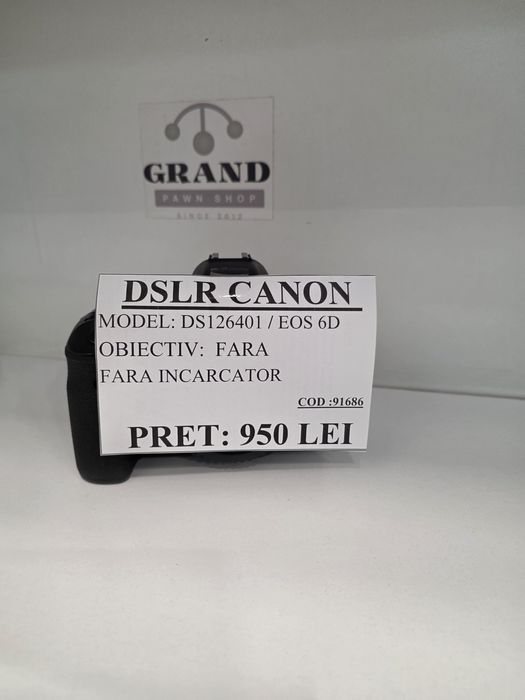 GRAND
PAWN SHOP
SINCE 2012
DSLR CANON
MODEL: DS126401 / EOS 6D
OBIECTIV: FARA
FARA INCARCATOR
COD :91686
PRET: 950 LEI